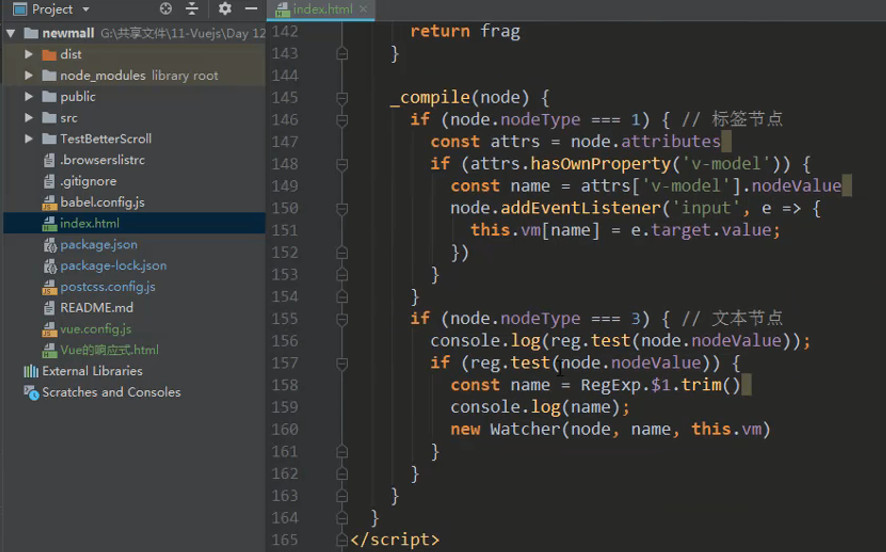 Project
index.html
newmall G:\共享文件\11-Vuejs\Day 12
dist
node_modules library root
public
src
TestBetterScroll
.browserslistrc
.gitignore
babel.config.js
index.html
package.json
package-lock.json
postcss.config.js
README.md
vue.config.js
Vue的响应式.html
External Libraries
Scratches and Consoles
142 return frag
143 }
144
145 _compile(node) {
146 if (node.nodeType === 1) { // 标签节点
147 const attrs = node.attributes
148 if (attrs.hasOwnProperty('v-model')) {
149 const name = attrs['v-model'].nodeValue
150 node.addEventListener('input', e => {
151 this.vm[name] = e.target.value;
152 })
153 }
154 }
155 if (node.nodeType === 3) { // 文本节点
156 console.log(reg.test(node.nodeValue));
157 if (reg.test(node.nodeValue)) {
158 const name = RegExp.$1.trim()
159 console.log(name);
160 new Watcher(node, name, this.vm)
161 }
162 }
163 }
164 }
165 </script>